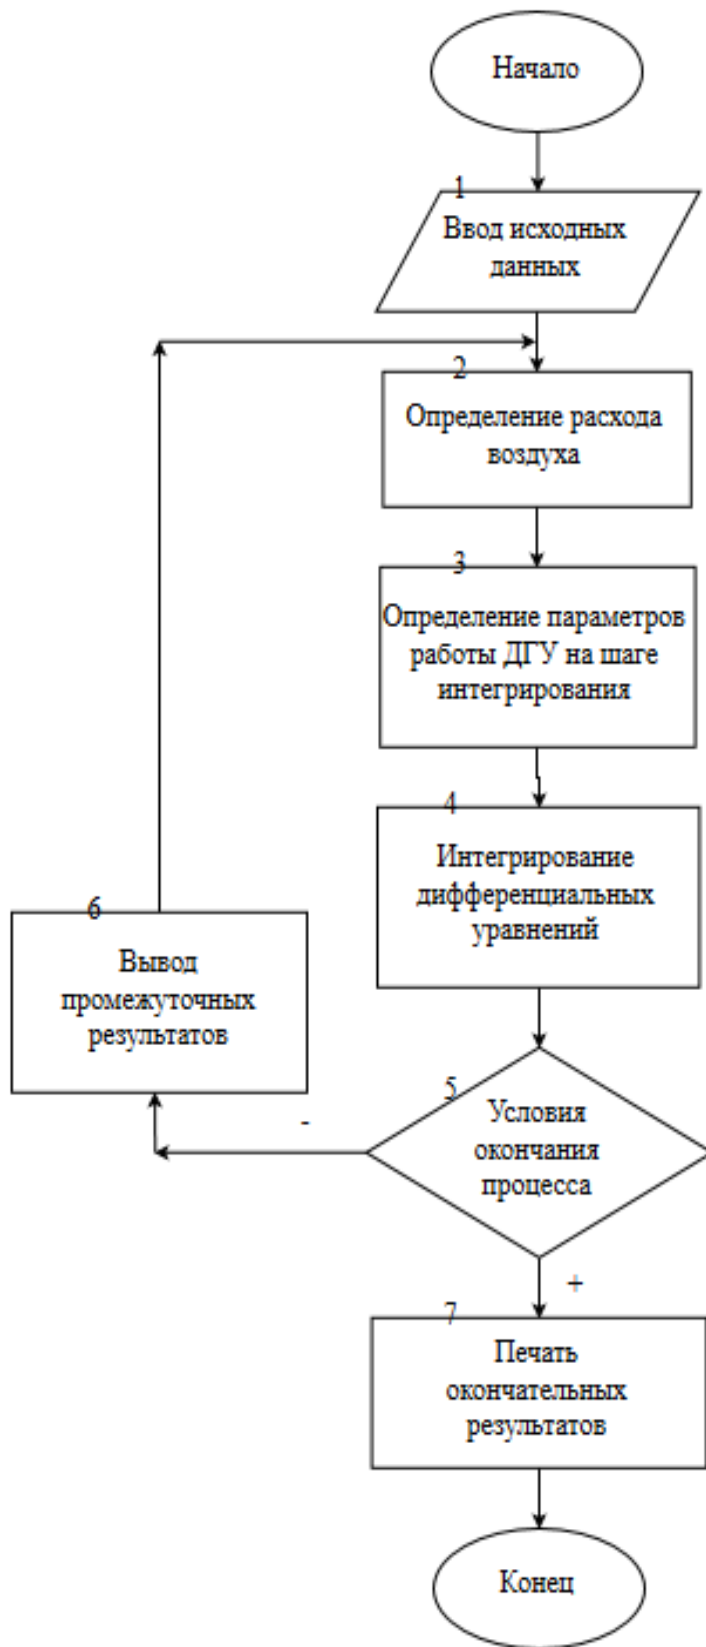 Начало
1
Ввод исходных
данных
2
Определение расхода
воздуха
3
Определение параметров
работы ДГУ на шаге
интегрирования
4
Интегрирование
дифференциальных
уравнений
6
Вывод
промежуточных
результатов
5
Условия
окончания
процесса
-
+
7
Печать
окончательных
результатов
Конец